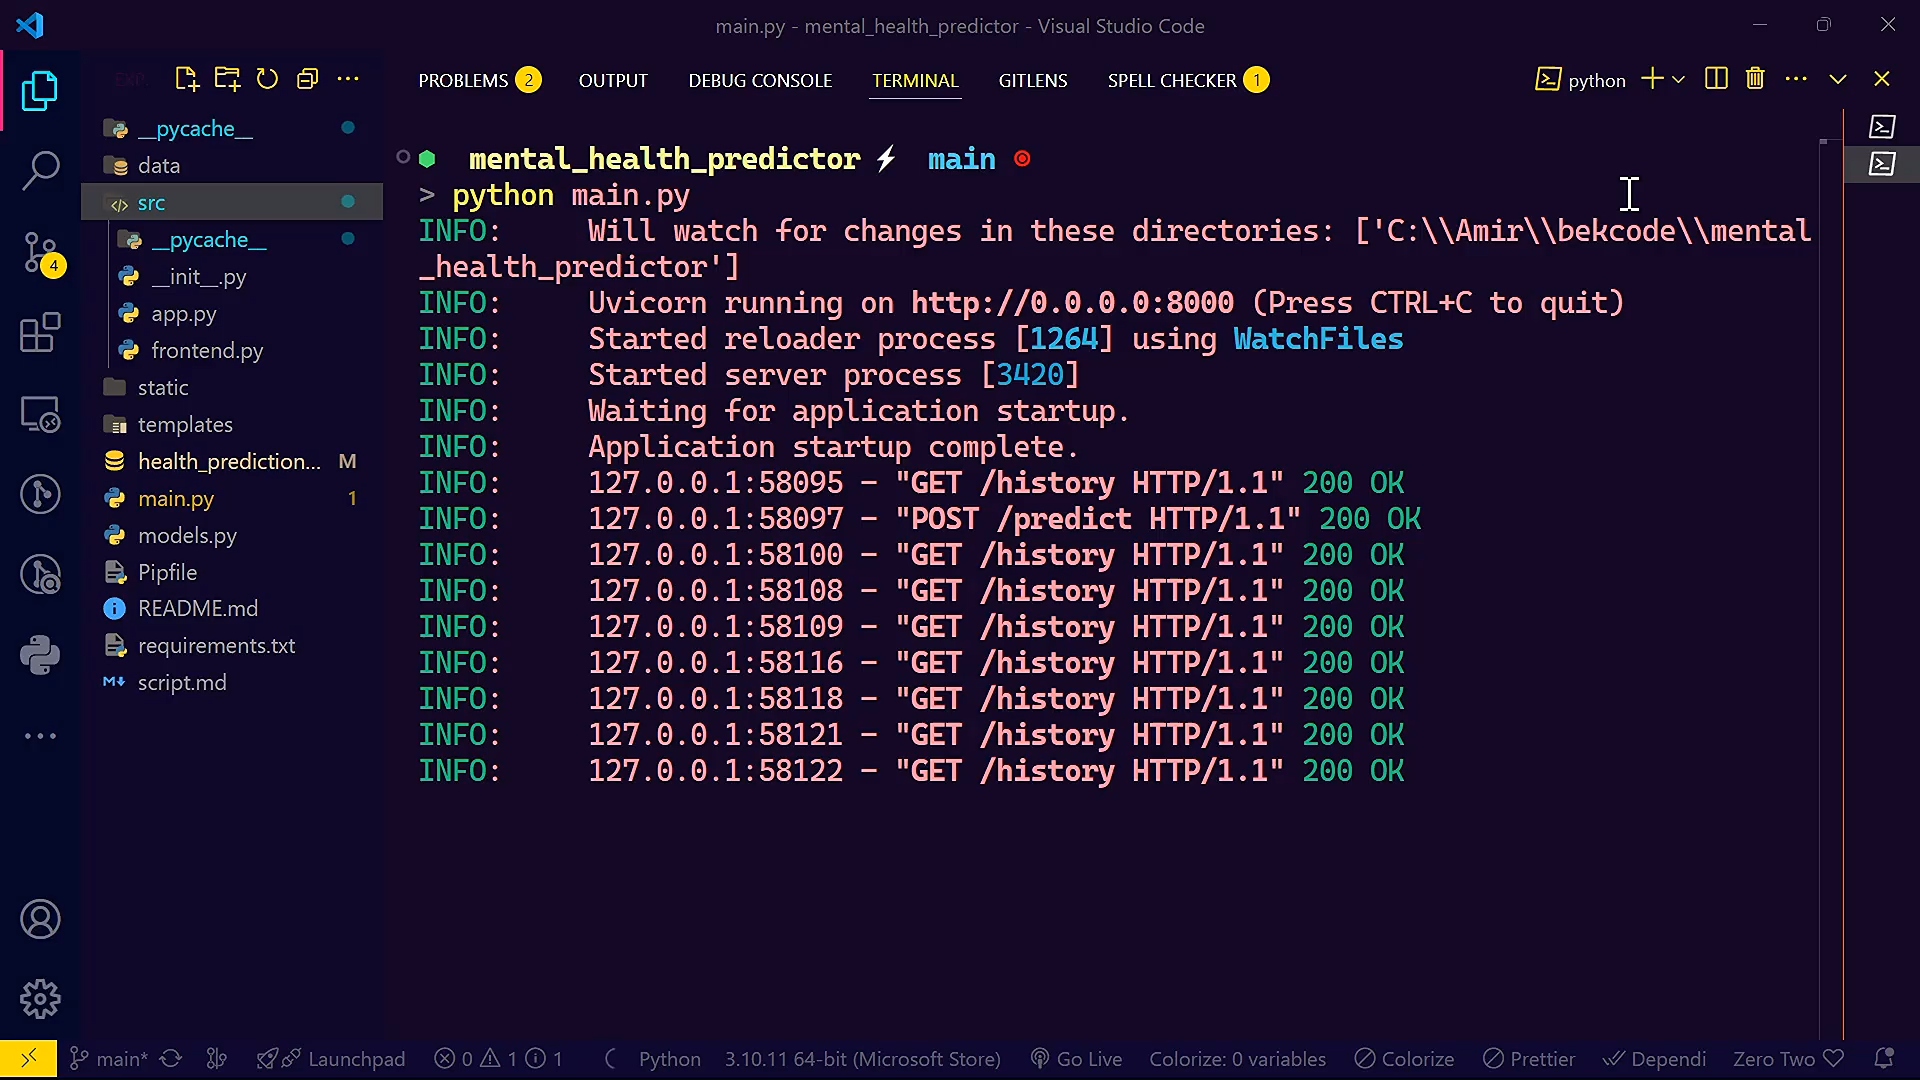 main.py - mental_health_predictor - Visual Studio Code
PROBLEMS 2 OUTPUT DEBUG CONSOLE TERMINAL GITLENS SPELL CHECKER 1 python
__pycache__
data
src
__pycache__
__init__.py
app.py
frontend.py
static
templates
health_prediction... M
main.py 1
models.py
Pipfile
README.md
requirements.txt
script.md
4
mental_health_predictor ⚡ main
> python main.py
INFO: Will watch for changes in these directories: ['C:\\Amir\\bekcode\\mental
_health_predictor']
INFO: Uvicorn running on http://0.0.0.0:8000 (Press CTRL+C to quit)
INFO: Started reloader process [1264] using WatchFiles
INFO: Started server process [3420]
INFO: Waiting for application startup.
INFO: Application startup complete.
INFO: 127.0.0.1:58095 - "GET /history HTTP/1.1" 200 OK
INFO: 127.0.0.1:58097 - "POST /predict HTTP/1.1" 200 OK
INFO: 127.0.0.1:58100 - "GET /history HTTP/1.1" 200 OK
INFO: 127.0.0.1:58108 - "GET /history HTTP/1.1" 200 OK
INFO: 127.0.0.1:58109 - "GET /history HTTP/1.1" 200 OK
INFO: 127.0.0.1:58116 - "GET /history HTTP/1.1" 200 OK
INFO: 127.0.0.1:58118 - "GET /history HTTP/1.1" 200 OK
INFO: 127.0.0.1:58121 - "GET /history HTTP/1.1" 200 OK
INFO: 127.0.0.1:58122 - "GET /history HTTP/1.1" 200 OK
main* Launchpad 0 1 1 Python 3.10.11 64-bit (Microsoft Store) Go Live Colorize: 0 variables Colorize Prettier Dependi Zero Two